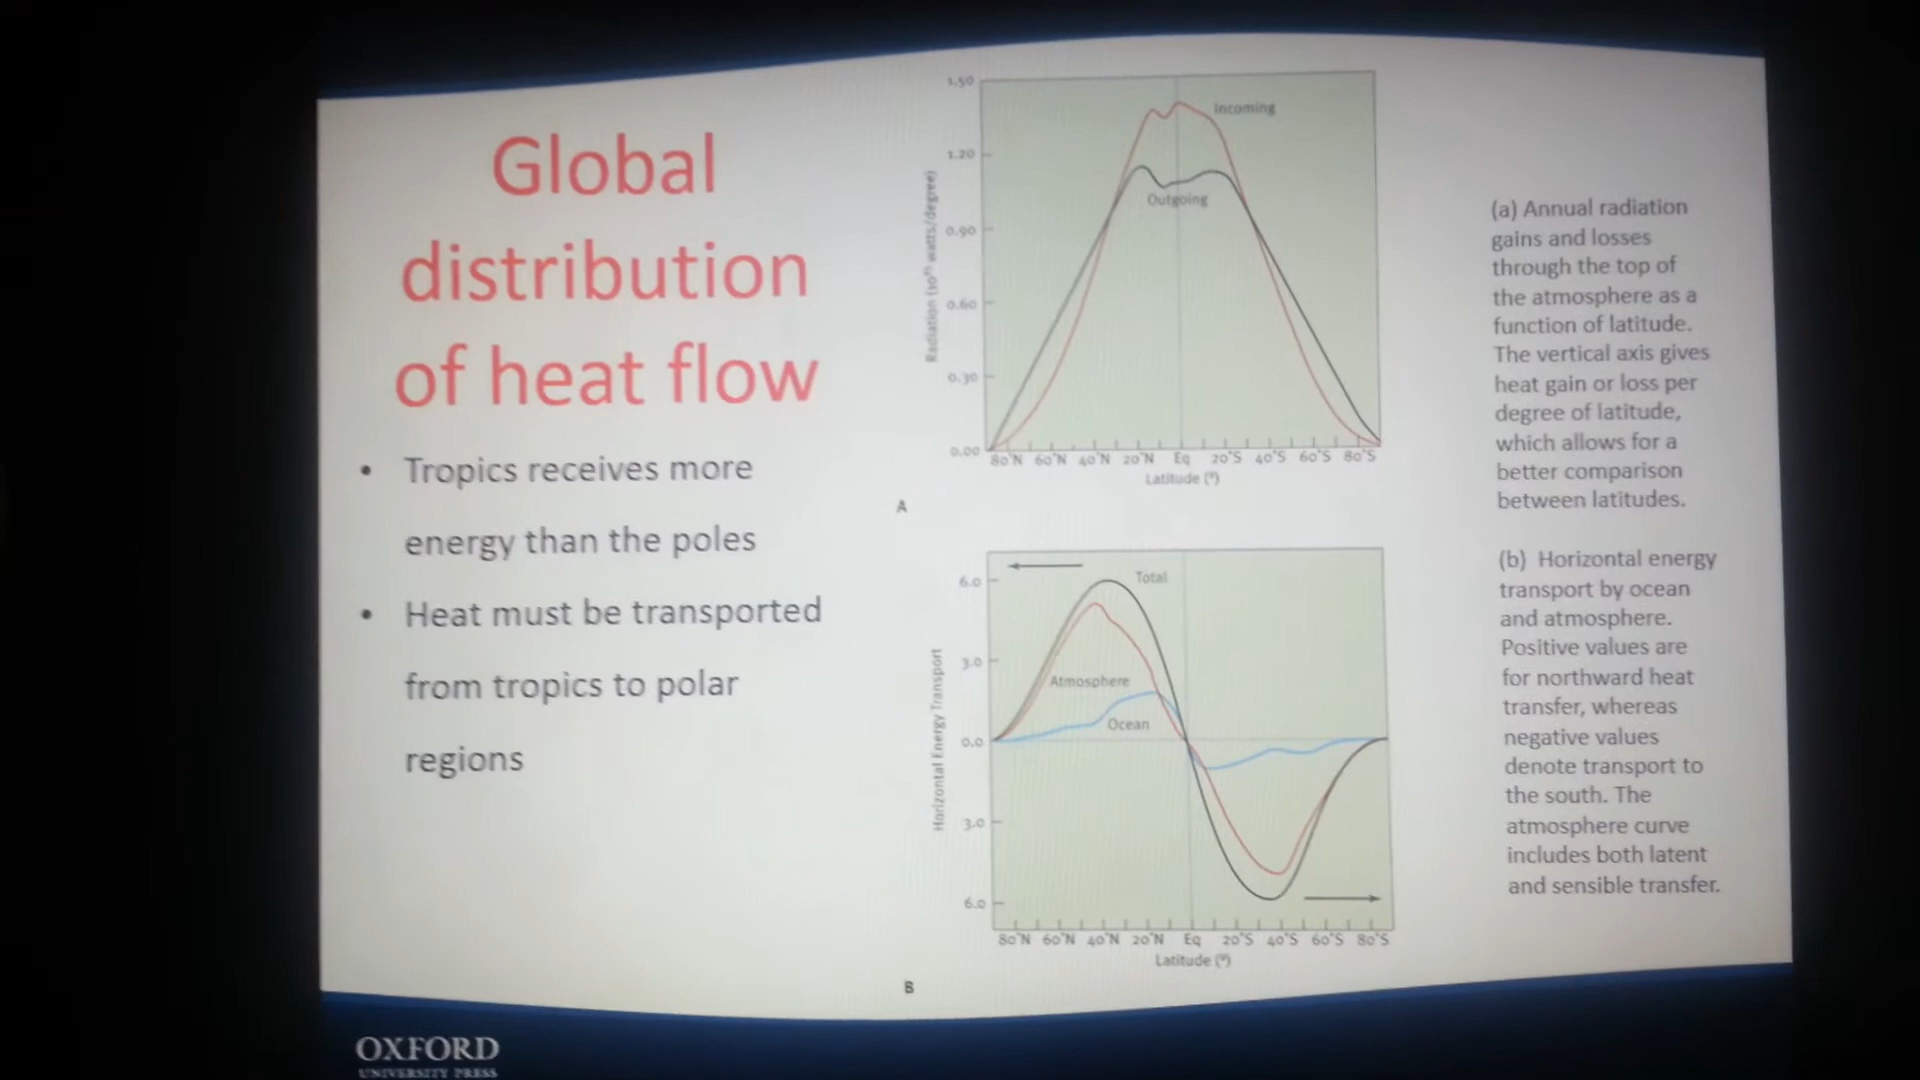 Global
distribution
of heat flow
• Tropics receives more
energy than the poles
• Heat must be transported
from tropics to polar
regions
1.50
1.20
0.90
0.60
0.30
0.00
Radiation (10¹⁵ watts/degree)
Incoming
Outgoing
80°N 60°N 40°N 20°N Eq 20°S 40°S 60°S 80°S
Latitude (°)
A
6.0
3.0
0.0
3.0
6.0
Horizontal Energy Transport
Total
Atmosphere
Ocean
80°N 60°N 40°N 20°N Eq 20°S 40°S 60°S 80°S
Latitude (°)
B
(a) Annual radiation
gains and losses
through the top of
the atmosphere as a
function of latitude.
The vertical axis gives
heat gain or loss per
degree of latitude,
which allows for a
better comparison
between latitudes.
(b) Horizontal energy
transport by ocean
and atmosphere.
Positive values are
for northward heat
transfer, whereas
negative values
denote transport to
the south. The
atmosphere curve
includes both latent
and sensible transfer.
OXFORD
UNIVERSITY PRESS